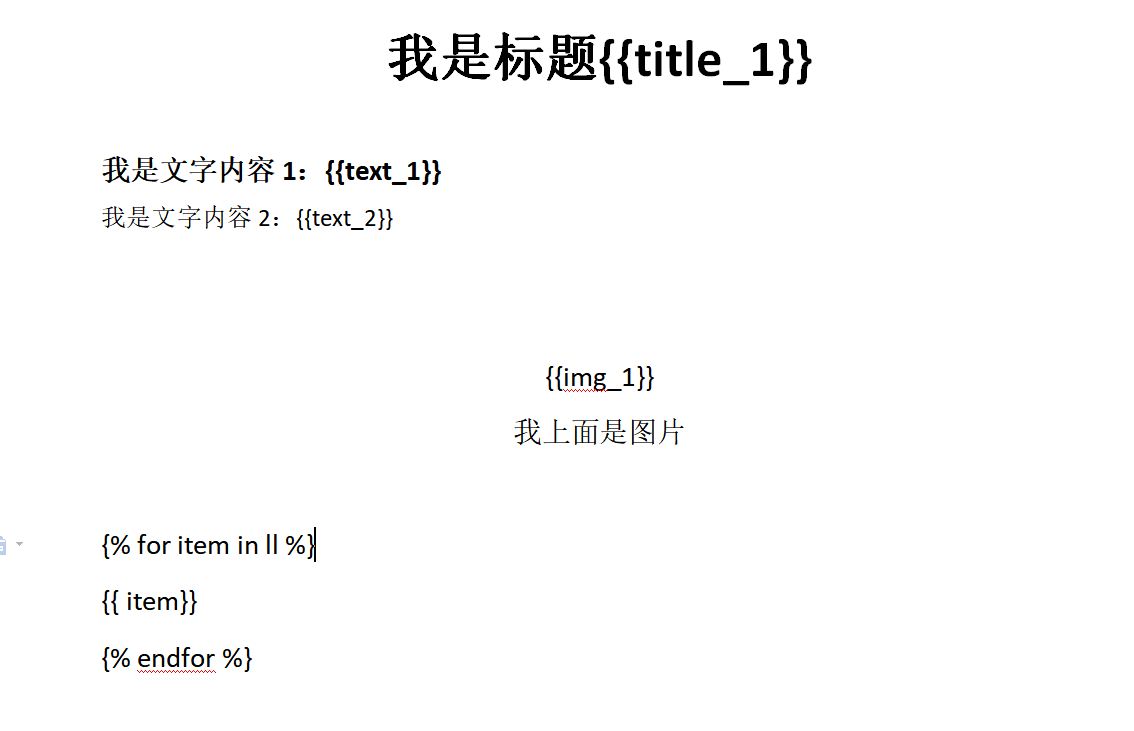 我是标题{{title_1}}
我是文字内容 1：{{text_1}}
我是文字内容 2：{{text_2}}
{{img_1}}
我上面是图片
{% for item in ll %}
{{ item}}
{% endfor %}